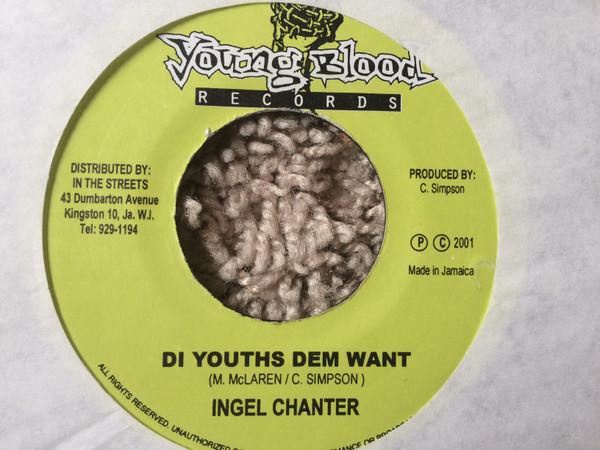 Young Blood
RECORDS
DISTRIBUTED BY:
IN THE STREETS
43 Dumbarton Avenue
Kingston 10, Ja. W.I.
Tel: 929-1194
PRODUCED BY:
C. Simpson
Ⓟ © 2001
Made in Jamaica
DI YOUTHS DEM WANT
(M. McLAREN / C. SIMPSON )
INGEL CHANTER
ALL RIGHTS RESERVED. UNAUTHORIZED
OR